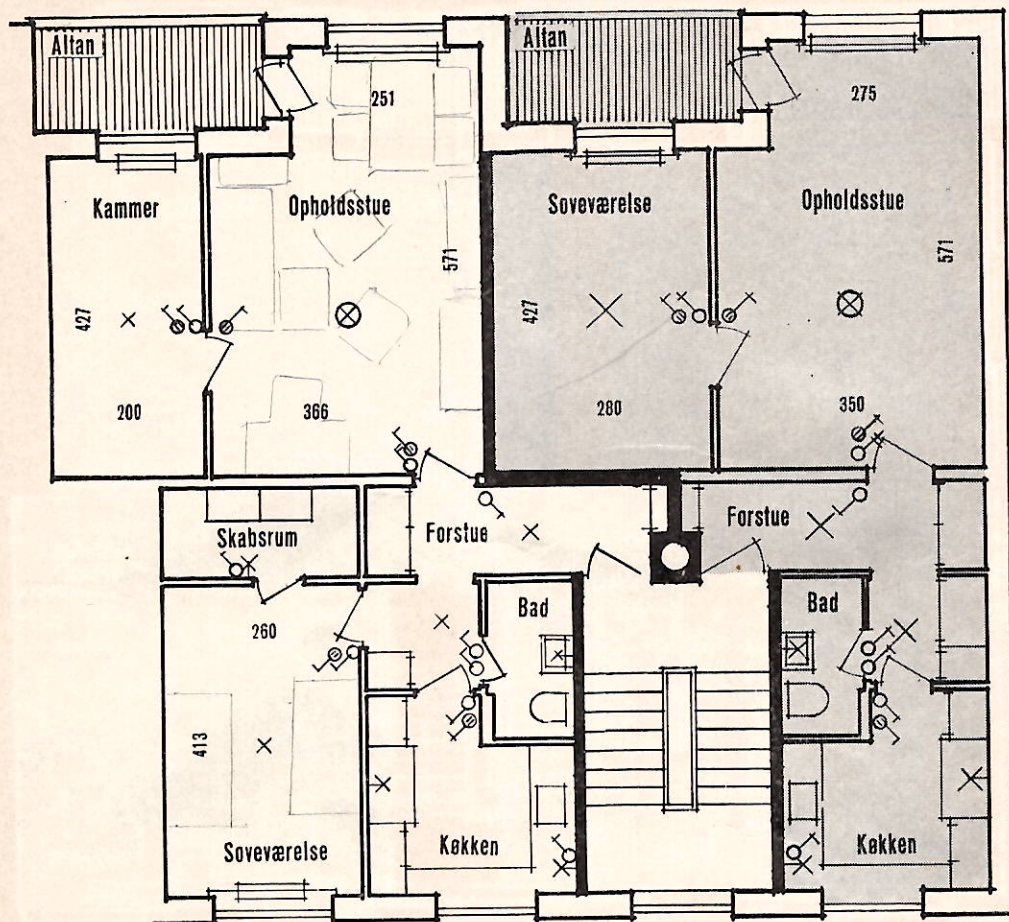 Altan
Altan
251
275
Kammer
Opholdsstue
Soveværelse
Opholdsstue
571
571
427
427
200
366
280
350
Skabsrum
Forstue
Forstue
260
Bad
Bad
413
Soveværelse
Køkken
Køkken